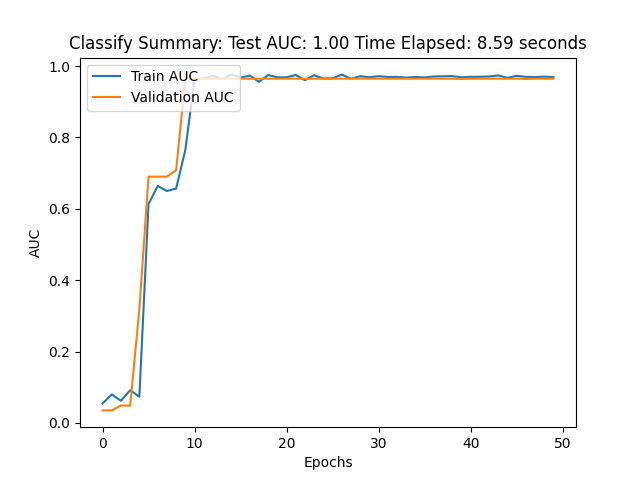 Classify Summary: Test AUC: 1.00 Time Elapsed: 8.59 seconds
Train AUC
Validation AUC
1.0
0.8
0.6
0.4
0.2
0.0
AUC
0 10 20 30 40 50
Epochs